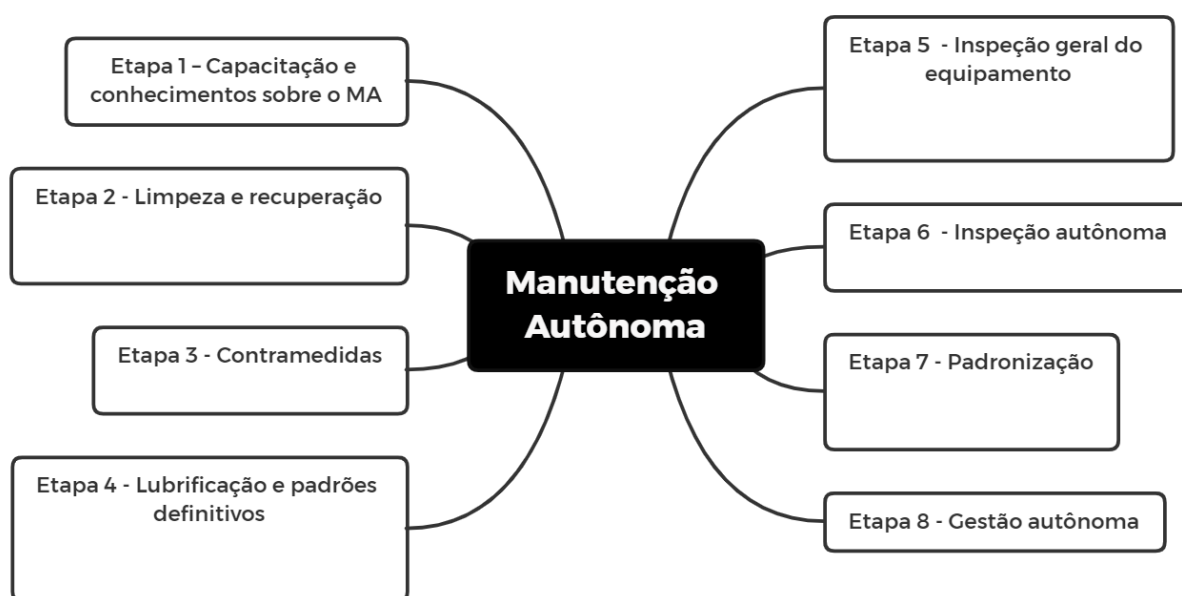 Etapa 1 – Capacitação e
conhecimentos sobre o MA
Etapa 2 - Limpeza e recuperação
Etapa 3 - Contramedidas
Etapa 4 - Lubrificação e padrões
definitivos
Manutenção
Autônoma
Etapa 5 - Inspeção geral do
equipamento
Etapa 6 - Inspeção autônoma
Etapa 7 - Padronização
Etapa 8 - Gestão autônoma